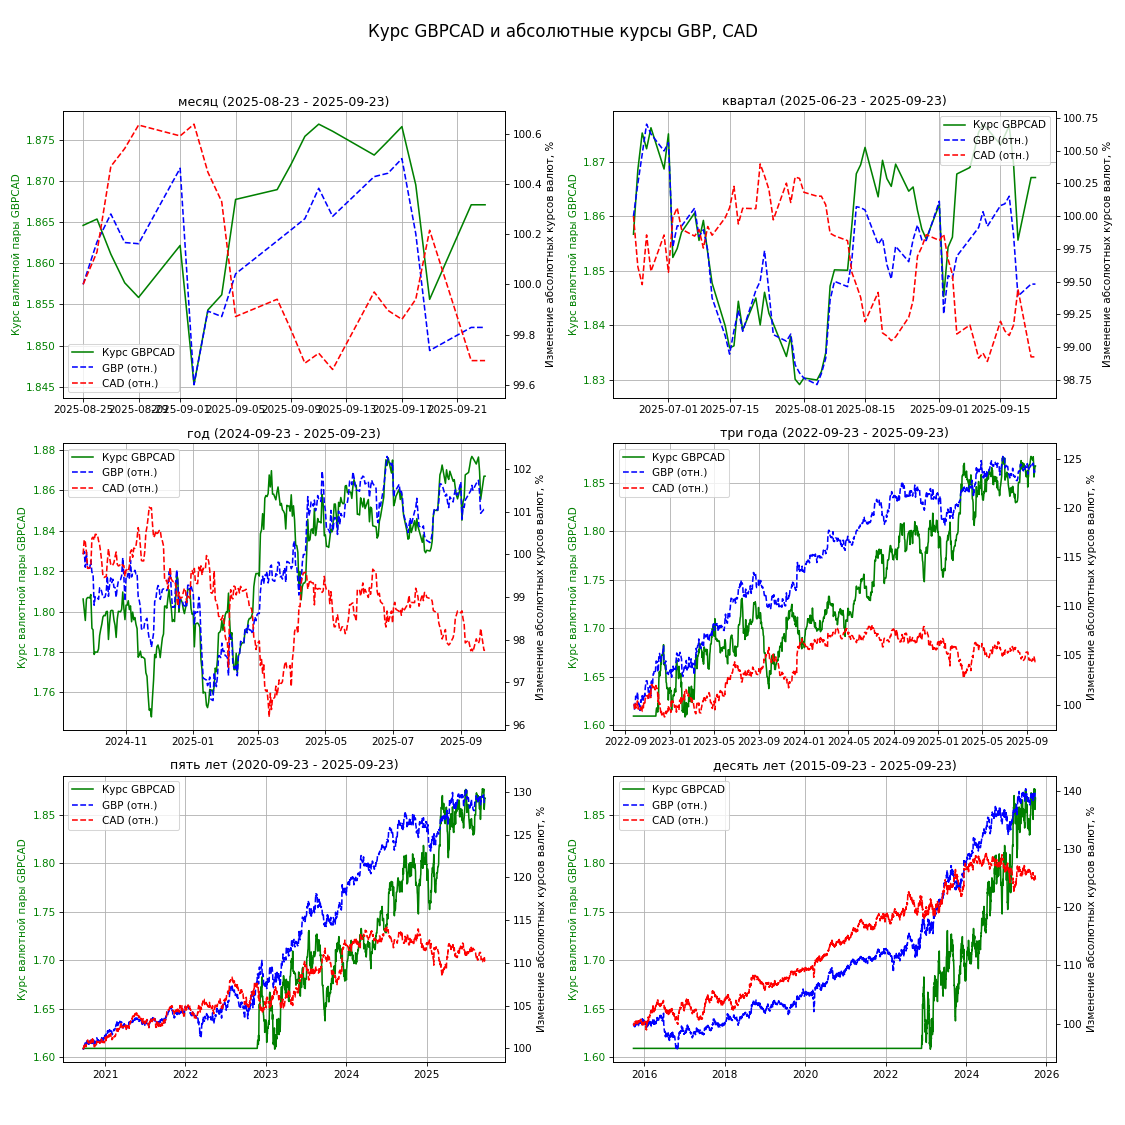 Курс GBPCAD и абсолютные курсы GBP, CAD
месяц (2025-08-23 - 2025-09-23)
Курс валютной пары GBPCAD
1.875
1.870
1.865
1.860
1.855
1.850
1.845
100.6
100.4
100.2
100.0
99.8
99.6
Изменение абсолютных курсов валют, %
Курс GBPCAD
GBP (отн.)
CAD (отн.)
2025-08-25 2025-08-29 2025-09-01 2025-09-05 2025-09-09 2025-09-13 2025-09-17 2025-09-21
квартал (2025-06-23 - 2025-09-23)
Курс валютной пары GBPCAD
1.87
1.86
1.85
1.84
1.83
100.75
100.50
100.25
100.00
99.75
99.50
99.25
99.00
98.75
Изменение абсолютных курсов валют, %
Курс GBPCAD
GBP (отн.)
CAD (отн.)
2025-07-01 2025-07-15 2025-08-01 2025-08-15 2025-09-01 2025-09-15
год (2024-09-23 - 2025-09-23)
Курс валютной пары GBPCAD
1.88
1.86
1.84
1.82
1.80
1.78
1.76
102
101
100
99
98
97
96
Изменение абсолютных курсов валют, %
Курс GBPCAD
GBP (отн.)
CAD (отн.)
2024-11 2025-01 2025-03 2025-05 2025-07 2025-09
три года (2022-09-23 - 2025-09-23)
Курс валютной пары GBPCAD
1.85
1.80
1.75
1.70
1.65
1.60
125
120
115
110
105
100
Изменение абсолютных курсов валют, %
Курс GBPCAD
GBP (отн.)
CAD (отн.)
2022-09 2023-01 2023-05 2023-09 2024-01 2024-05 2024-09 2025-01 2025-05 2025-09
пять лет (2020-09-23 - 2025-09-23)
Курс валютной пары GBPCAD
1.85
1.80
1.75
1.70
1.65
1.60
130
125
120
115
110
105
100
Изменение абсолютных курсов валют, %
Курс GBPCAD
GBP (отн.)
CAD (отн.)
2021 2022 2023 2024 2025
десять лет (2015-09-23 - 2025-09-23)
Курс валютной пары GBPCAD
1.85
1.80
1.75
1.70
1.65
1.60
140
130
120
110
100
Изменение абсолютных курсов валют, %
Курс GBPCAD
GBP (отн.)
CAD (отн.)
2016 2018 2020 2022 2024 2026